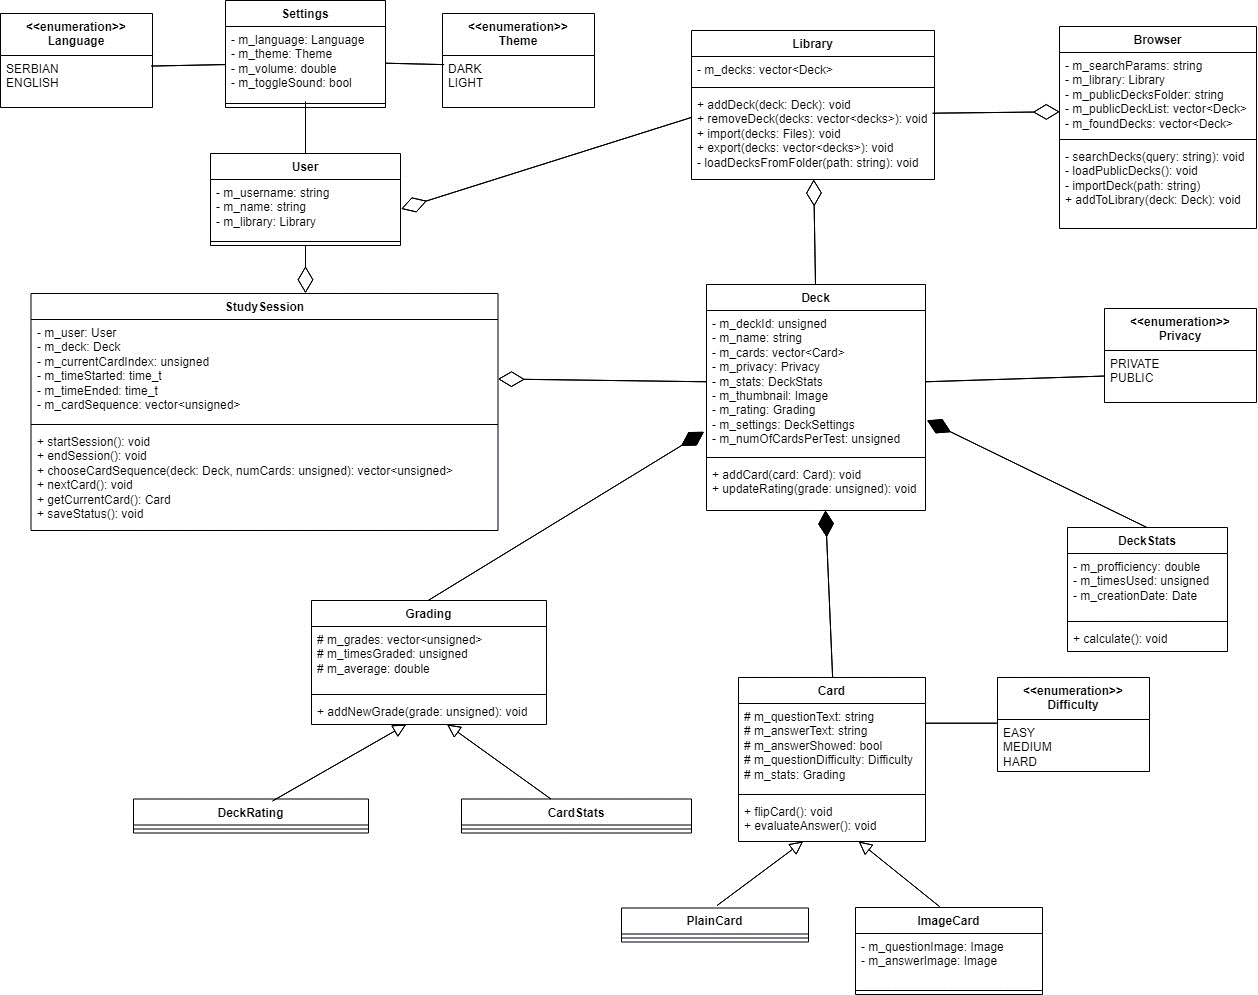 <<enumeration>>
Language
SERBIAN
ENGLISH
Settings
- m_language: Language
- m_theme: Theme
- m_volume: double
- m_toggleSound: bool
<<enumeration>>
Theme
DARK
LIGHT
Library
- m_decks: vector<Deck>
+ addDeck(deck: Deck): void
+ removeDeck(decks: vector<decks>): void
+ import(decks: Files): void
+ export(decks: vector<decks>): void
- loadDecksFromFolder(path: string): void
Browser
- m_searchParams: string
- m_library: Library
- m_publicDecksFolder: string
- m_publicDeckList: vector<Deck>
- m_foundDecks: vector<Deck>
- searchDecks(query: string): void
- loadPublicDecks(): void
- importDeck(path: string)
+ addToLibrary(deck: Deck): void
User
- m_username: string
- m_name: string
- m_library: Library
StudySession
- m_user: User
- m_deck: Deck
- m_currentCardIndex: unsigned
- m_timeStarted: time_t
- m_timeEnded: time_t
- m_cardSequence: vector<unsigned>
+ startSession(): void
+ endSession(): void
+ chooseCardSequence(deck: Deck, numCards: unsigned): vector<unsigned>
+ nextCard(): void
+ getCurrentCard(): Card
+ saveStatus(): void
Deck
- m_deckId: unsigned
- m_name: string
- m_cards: vector<Card>
- m_privacy: Privacy
- m_stats: DeckStats
- m_thumbnail: Image
- m_rating: Grading
- m_settings: DeckSettings
- m_numOfCardsPerTest: unsigned
+ addCard(card: Card): void
+ updateRating(grade: unsigned): void
<<enumeration>>
Privacy
PRIVATE
PUBLIC
DeckStats
- m_profficiency: double
- m_timesUsed: unsigned
- m_creationDate: Date
+ calculate(): void
Grading
# m_grades: vector<unsigned>
# m_timesGraded: unsigned
# m_average: double
+ addNewGrade(grade: unsigned): void
DeckRating
CardStats
Card
# m_questionText: string
# m_answerText: string
# m_answerShowed: bool
# m_questionDifficulty: Difficulty
# m_stats: Grading
+ flipCard(): void
+ evaluateAnswer(): void
<<enumeration>>
Difficulty
EASY
MEDIUM
HARD
PlainCard
ImageCard
- m_questionImage: Image
- m_answerImage: Image